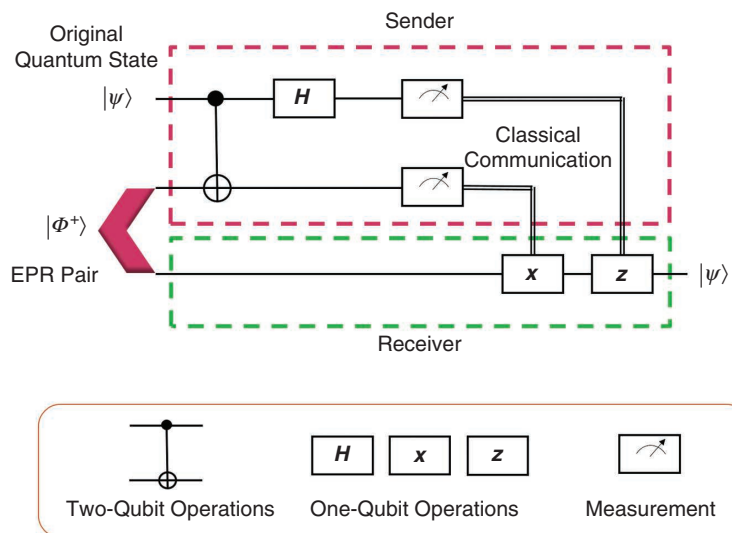 Sender
Original
Quantum State
|ψ⟩
H
Classical
Communication
|Φ⁺⟩
EPR Pair
x
z
|ψ⟩
Receiver
H
x
z
Two-Qubit Operations
One-Qubit Operations
Measurement